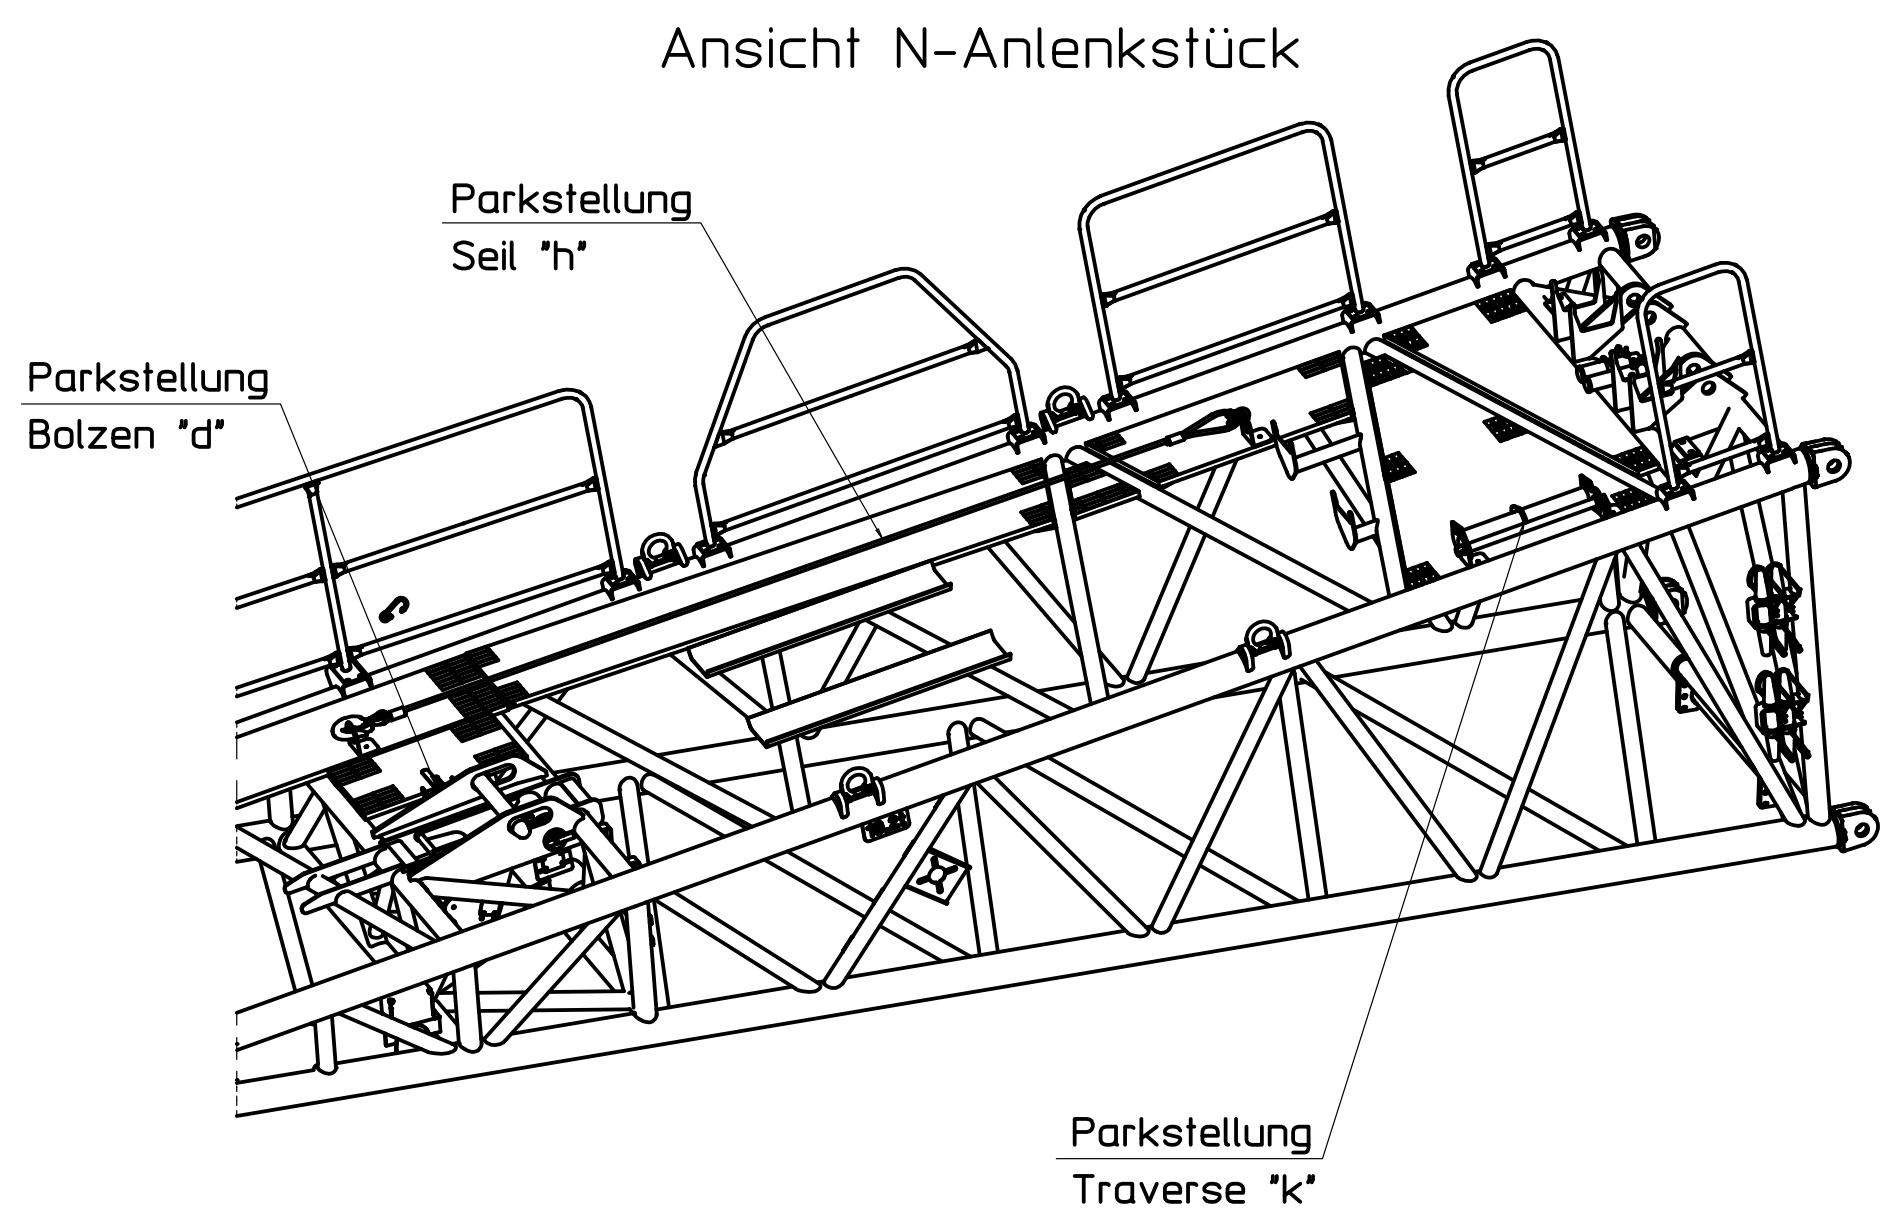 Ansicht N-Anlenkstück
Parkstellung
Seil "h"
Parkstellung
Bolzen "d"
Parkstellung
Traverse "k"